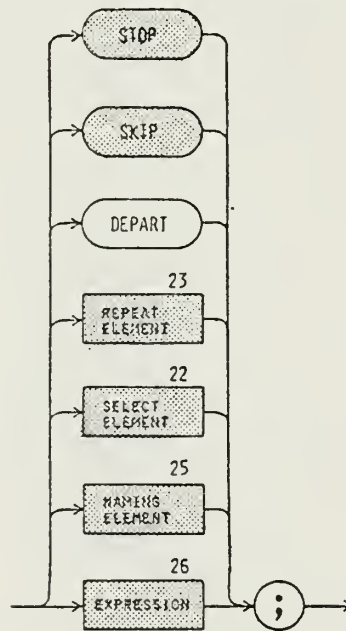 STOP
SKIP
DEPART
23
REPEAT
ELEMENT
22
SELECT
ELEMENT
25
NAMING
ELEMENT
26
EXPRESSION
;